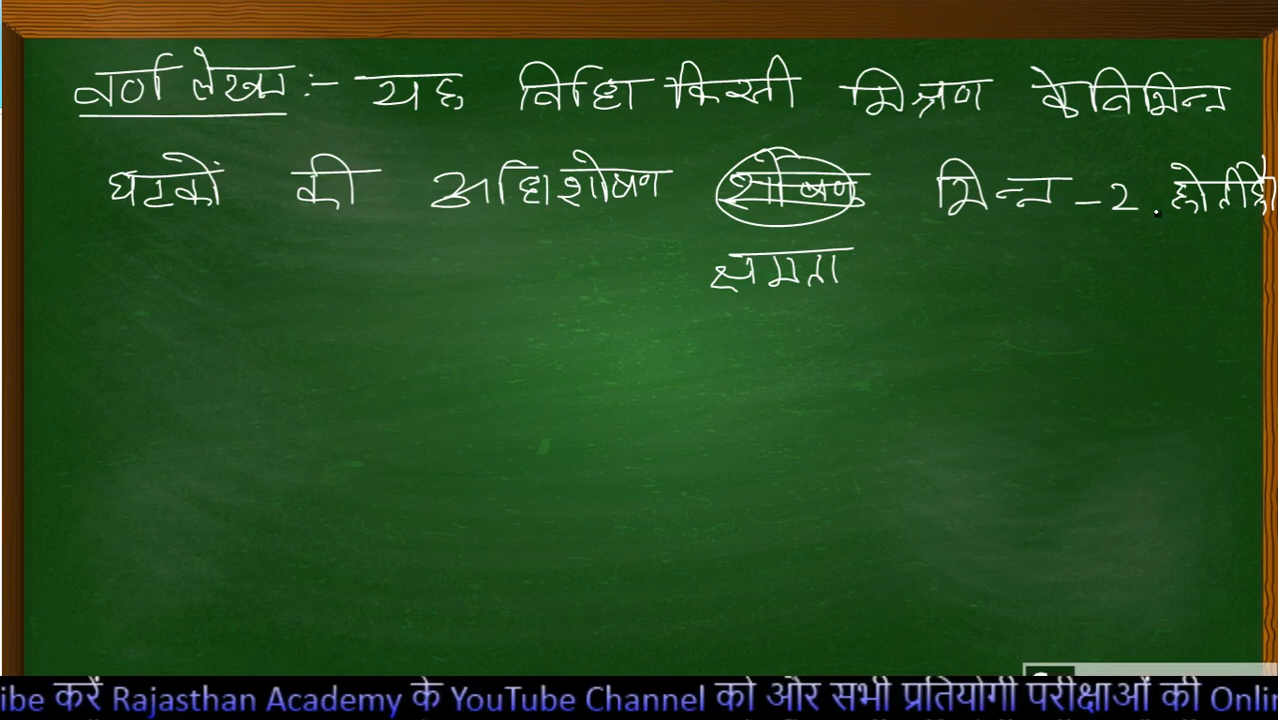 वर्ण लेखन :- यह विधि किसी मिश्रण के विभिन्न
घटकों की अधिशोषण शोषण भिन्न - 2 . होती है
क्षमता
ibe करें Rajasthan Academy के YouTube Channel को और सभी प्रतियोगी परीक्षाओं की Onlin